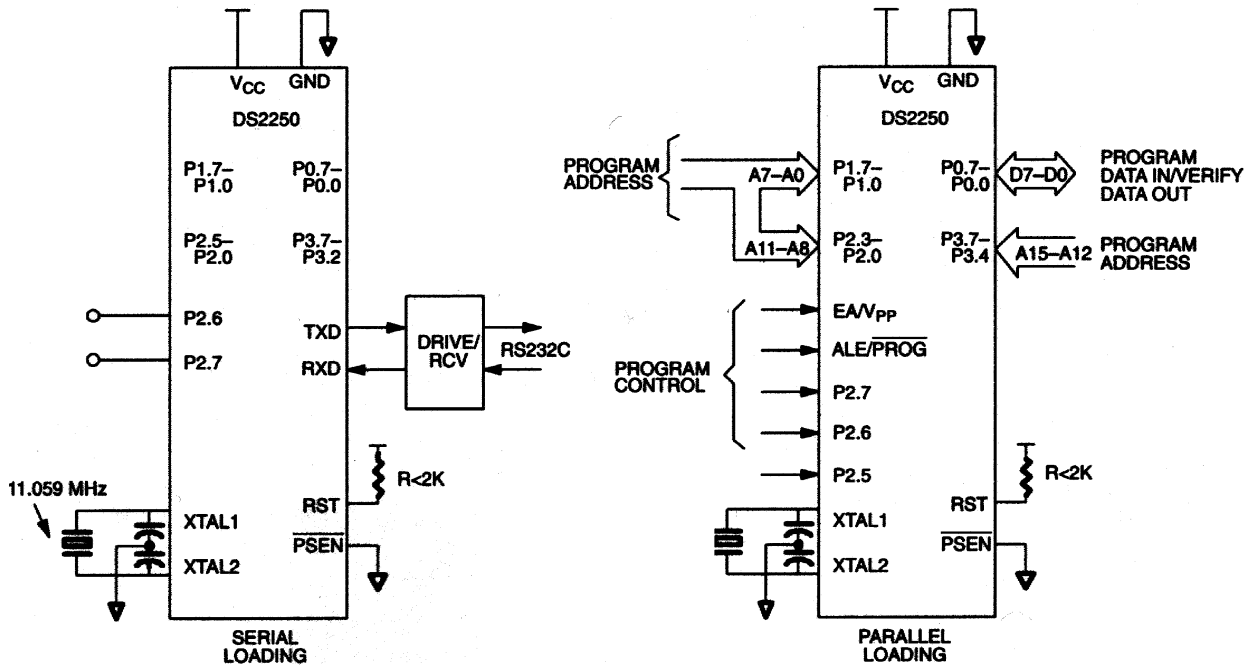 VCC GND
DS2250
P1.7–
P1.0
P0.7–
P0.0
P2.5–
P2.0
P3.7–
P3.2
P2.6
P2.7
TXD
RXD
DRIVE/
RCV
RS232C
R<2K
11.059 MHz
RST
XTAL1
PSEN
XTAL2
SERIAL
LOADING
VCC GND
DS2250
PROGRAM
ADDRESS
A7–A0
P1.7–
P1.0
P0.7–
P0.0
D7–D0
PROGRAM
DATA IN/VERIFY
DATA OUT
A11–A8
P2.3–
P2.0
P3.7–
P3.4
A15–A12
PROGRAM
ADDRESS
PROGRAM
CONTROL
EA/VPP
ALE/PROG
P2.7
P2.6
P2.5
R<2K
RST
XTAL1
PSEN
XTAL2
PARALLEL
LOADING